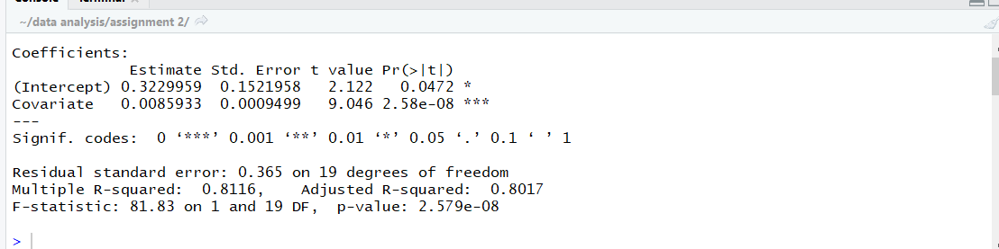 Console Terminal ×
~/data analysis/assignment 2/
Coefficients:
             Estimate Std. Error t value Pr(>|t|)
(Intercept) 0.3229959  0.1521958   2.122   0.0472 *
Covariate   0.0085933  0.0009499   9.046 2.58e-08 ***
---
Signif. codes:  0 ‘***’ 0.001 ‘**’ 0.01 ‘*’ 0.05 ‘.’ 0.1 ‘ ’ 1
Residual standard error: 0.365 on 19 degrees of freedom
Multiple R-squared:  0.8116,    Adjusted R-squared:  0.8017
F-statistic: 81.83 on 1 and 19 DF,  p-value: 2.579e-08
>